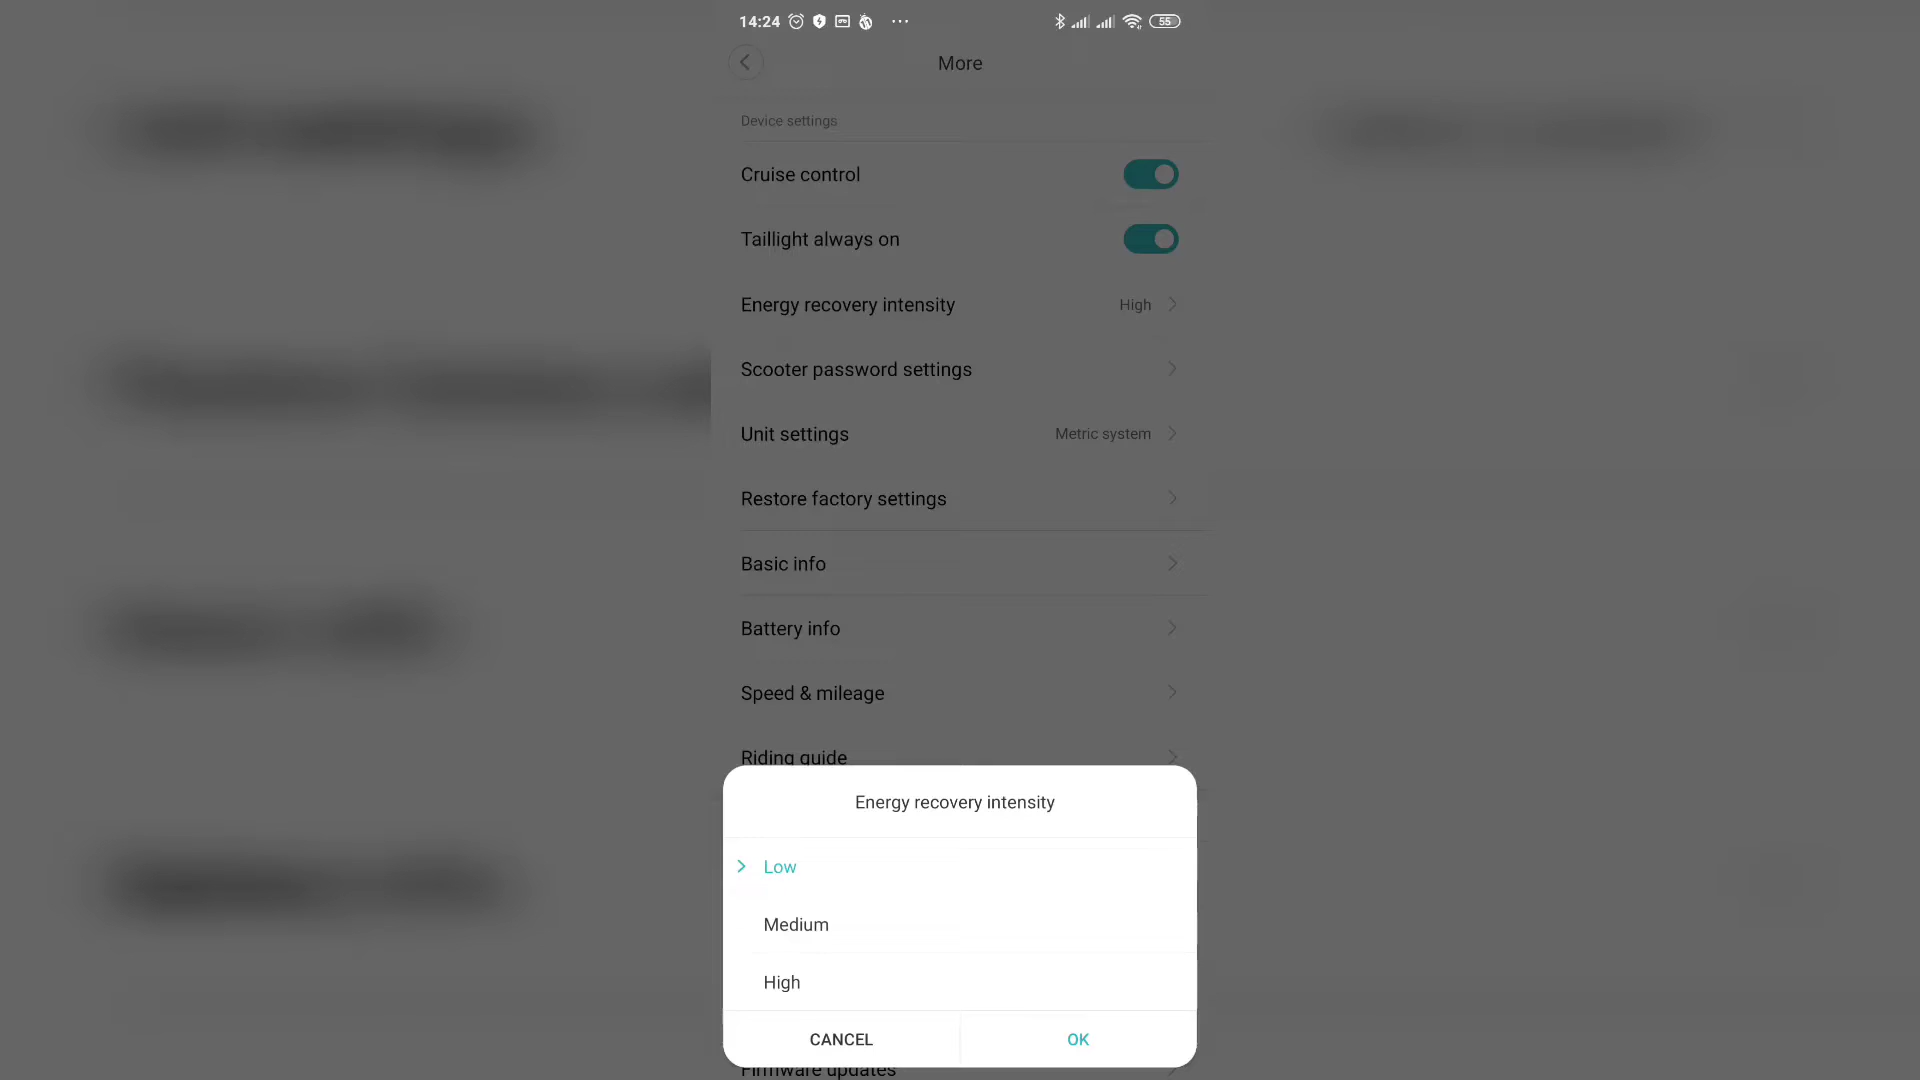 14:24
55
More
Device settings
Cruise control
Taillight always on
Energy recovery intensity High
Scooter password settings
Unit settings Metric system
Restore factory settings
Basic info
Battery info
Speed & mileage
Riding guide
Energy recovery intensity
Low
Medium
High
CANCEL OK
Firmware updates